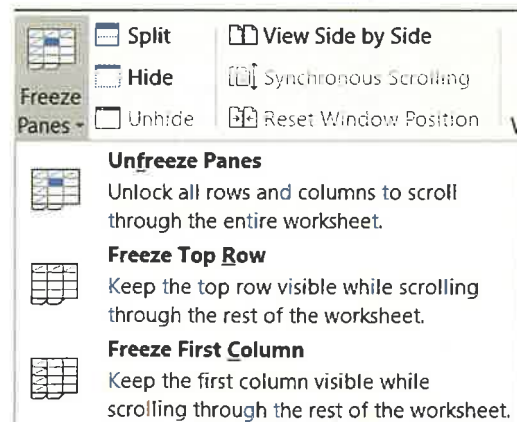 Split
Hide
Unhide
View Side by Side
Synchronous Scrolling
Reset Window Position
Freeze
Panes
Unfreeze Panes
Unlock all rows and columns to scroll
through the entire worksheet.
Freeze Top Row
Keep the top row visible while scrolling
through the rest of the worksheet.
Freeze First Column
Keep the first column visible while
scrolling through the rest of the worksheet.